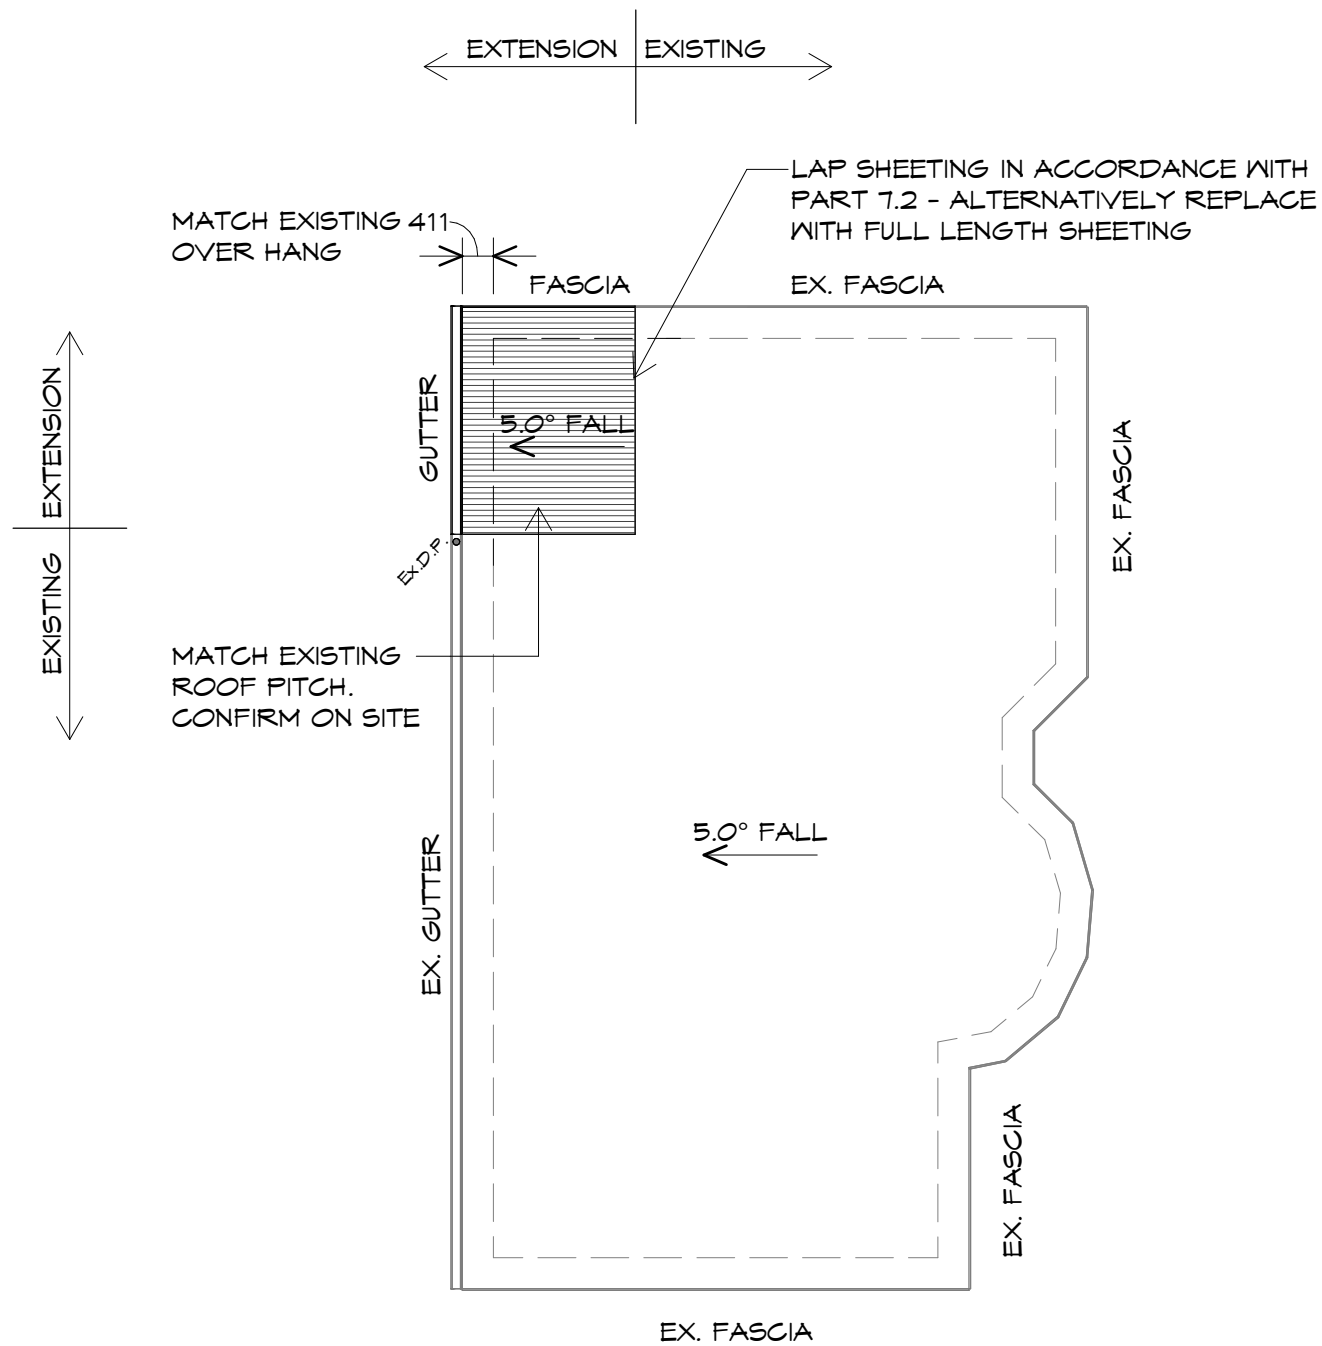 EXTENSION
EXISTING
LAP SHEETING IN ACCORDANCE WITH
PART 7.2 - ALTERNATIVELY REPLACE
WITH FULL LENGTH SHEETING
MATCH EXISTING 411
OVER HANG
FASCIA
EX. FASCIA
EXTENSION
EXISTING
GUTTER
5.0° FALL
EX. FASCIA
EX.D.P.
MATCH EXISTING
ROOF PITCH.
CONFIRM ON SITE
5.0° FALL
EX. GUTTER
EX. FASCIA
EX. FASCIA